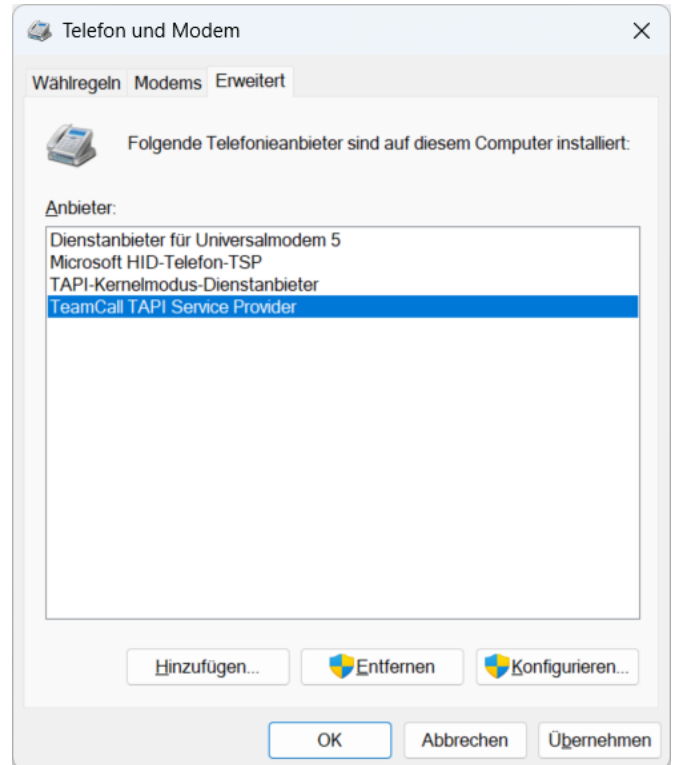 Telefon und Modem
Wählregeln Modems Erweitert
Folgende Telefonieanbieter sind auf diesem Computer installiert:
Anbieter:
Dienstanbieter für Universalmodem 5
Microsoft HID-Telefon-TSP
TAPI-Kernelmodus-Dienstanbieter
TeamCall TAPI Service Provider
Hinzufügen... Entfernen Konfigurieren...
OK Abbrechen Übernehmen